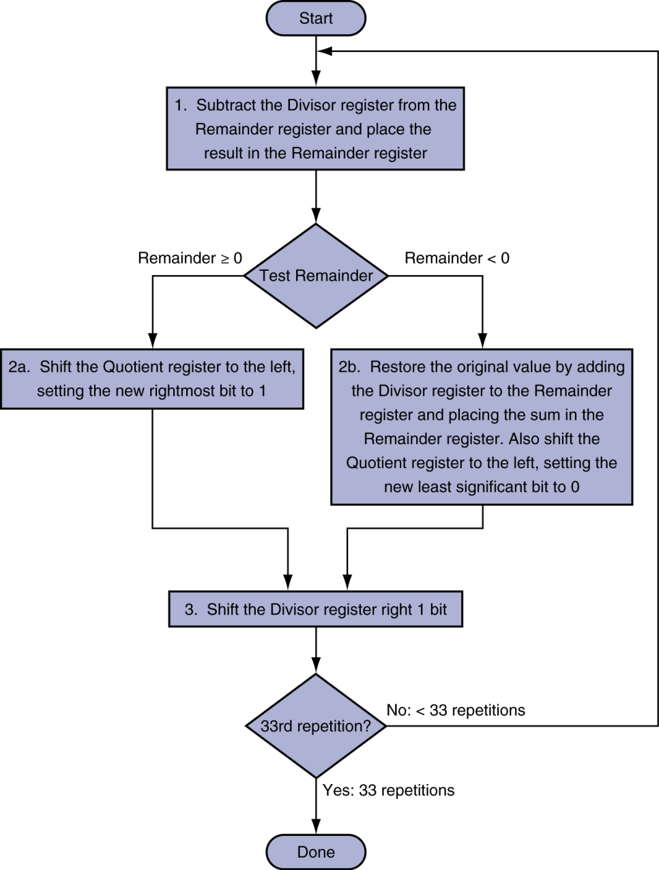 Start
1. Subtract the Divisor register from the
Remainder register and place the
result in the Remainder register
Remainder ≥ 0
Remainder < 0
Test Remainder
2a. Shift the Quotient register to the left,
setting the new rightmost bit to 1
2b. Restore the original value by adding
the Divisor register to the Remainder
register and placing the sum in the
Remainder register. Also shift the
Quotient register to the left, setting the
new least significant bit to 0
3. Shift the Divisor register right 1 bit
33rd repetition?
No: < 33 repetitions
Yes: 33 repetitions
Done